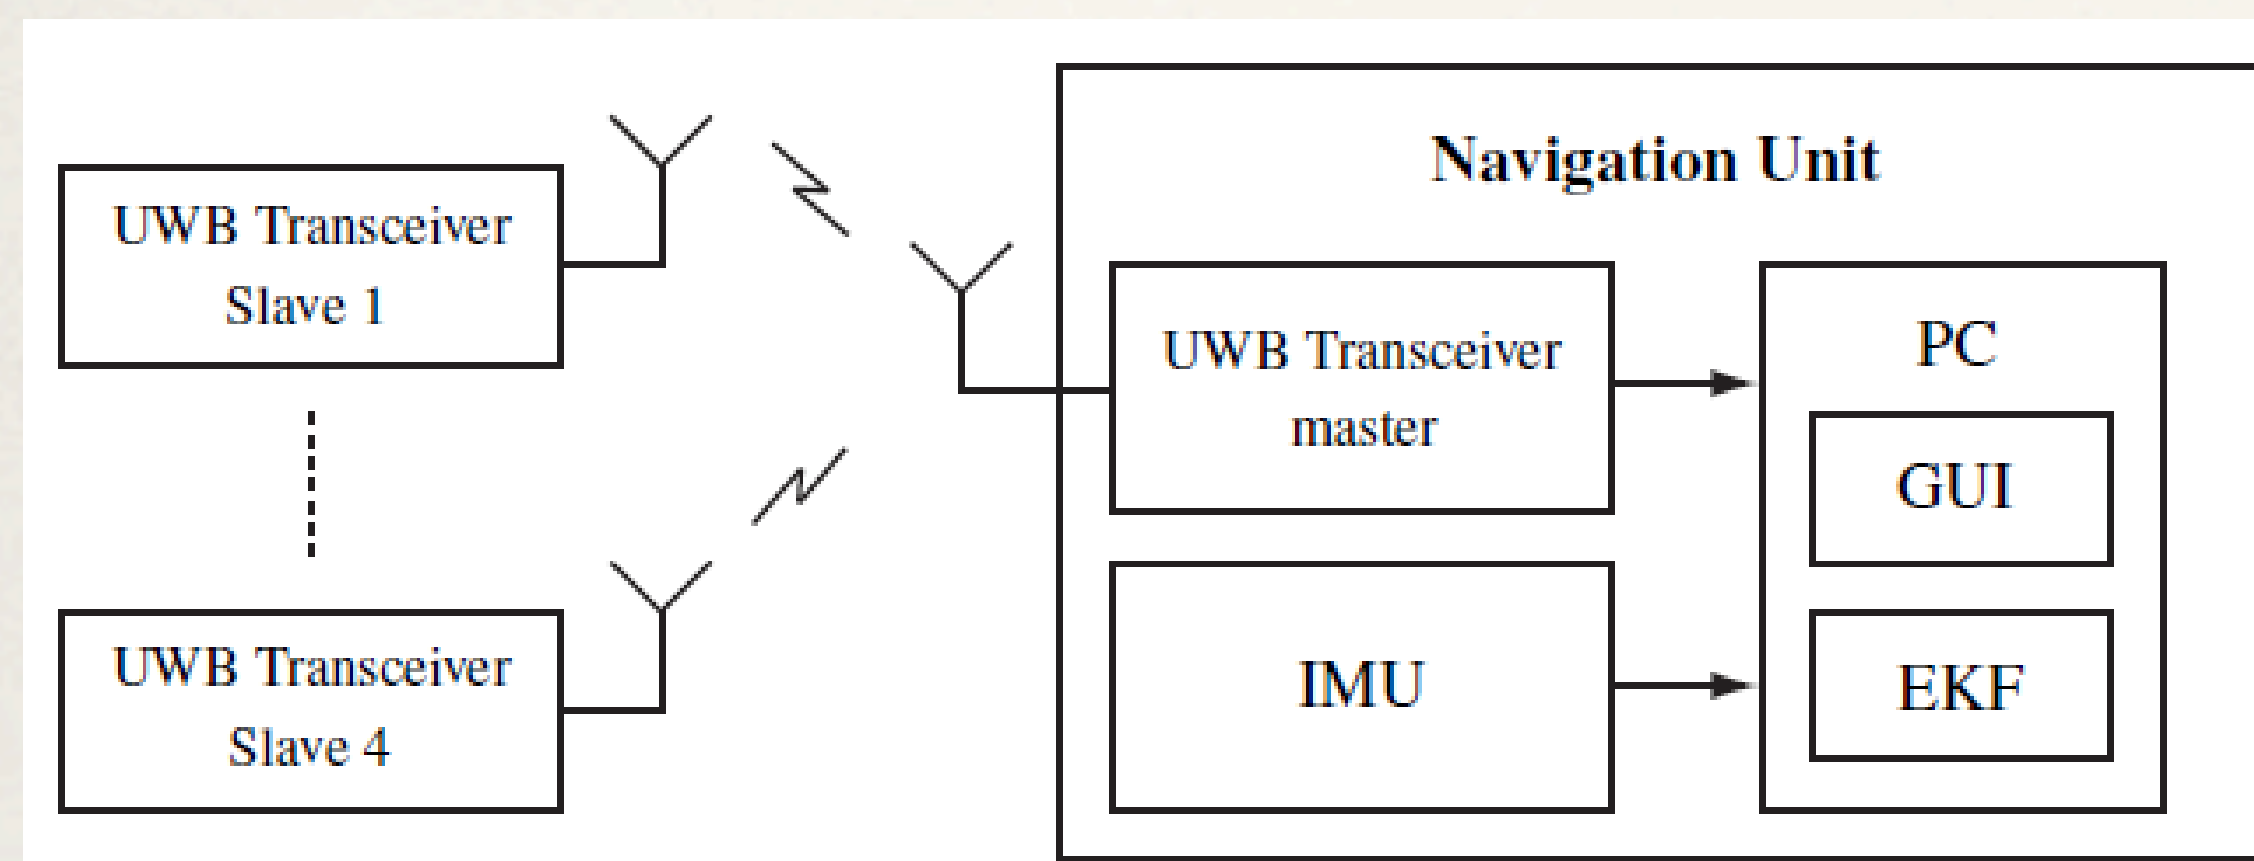 UWB Transceiver
Slave 1
UWB Transceiver
Slave 4
Navigation Unit
UWB Transceiver
master
IMU
PC
GUI
EKF